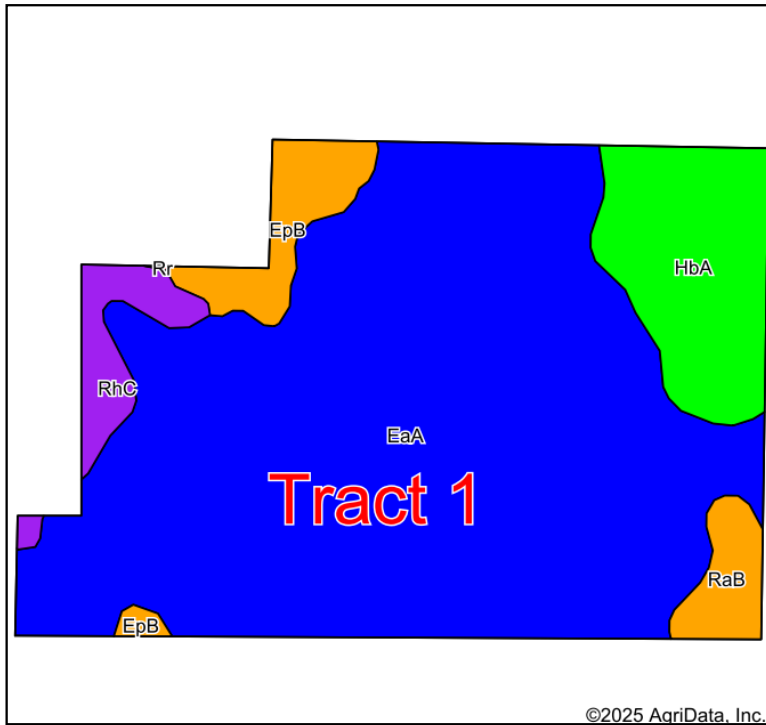 EpB
Rr
HbA
RhC
EaA
Tract 1
RaB
EpB
©2025 AgriData, Inc.